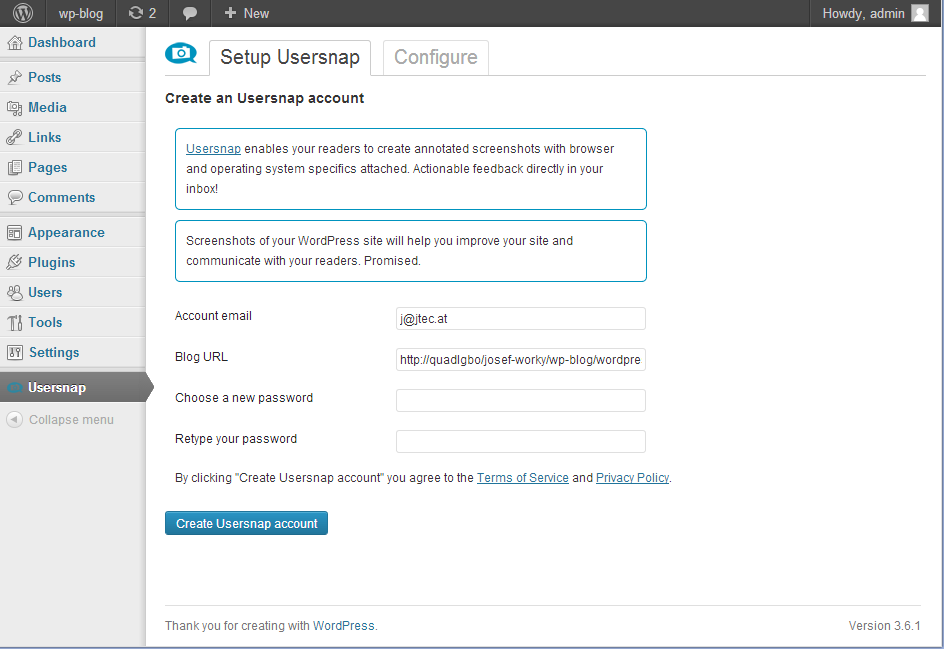 wp-blog 2 + New Howdy, admin
Dashboard
Posts
Media
Links
Pages
Comments
Appearance
Plugins
Users
Tools
Settings
Usersnap
Collapse menu
Setup Usersnap Configure
Create an Usersnap account
Usersnap enables your readers to create annotated screenshots with browser
and operating system specifics attached. Actionable feedback directly in your
inbox!
Screenshots of your WordPress site will help you improve your site and
communicate with your readers. Promised.
Account email j@jtec.at
Blog URL http://quadlgbo/josef-worky/wp-blog/wordpre
Choose a new password
Retype your password
By clicking "Create Usersnap account" you agree to the Terms of Service and Privacy Policy.
Create Usersnap account
Thank you for creating with WordPress. Version 3.6.1